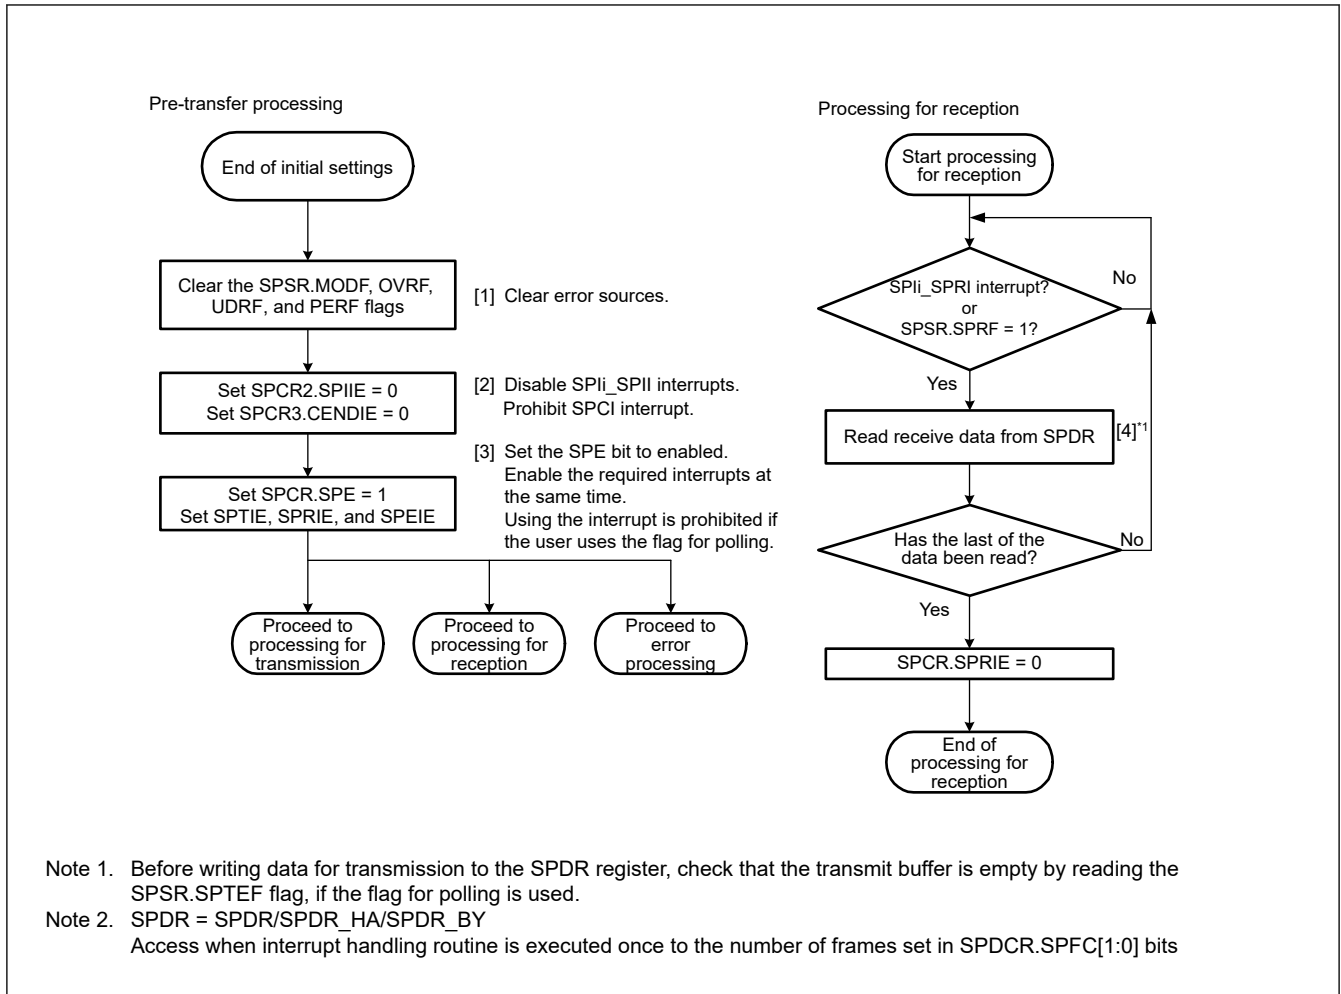 Pre-transfer processing
End of initial settings
Clear the SPSR.MODF, OVRF,
UDRF, and PERF flags
[1] Clear error sources.
Set SPCR2.SPIIE = 0
Set SPCR3.CENDIE = 0
[2] Disable SPIi_SPII interrupts.
Prohibit SPCI interrupt.
Set SPCR.SPE = 1
Set SPTIE, SPRIE, and SPEIE
[3] Set the SPE bit to enabled.
Enable the required interrupts at
the same time.
Using the interrupt is prohibited if
the user uses the flag for polling.
Proceed to
processing for
transmission
Proceed to
processing for
reception
Proceed to
error
processing
Processing for reception
Start processing
for reception
SPIi_SPRI interrupt?
or
SPSR.SPRF = 1?
No
Yes
Read receive data from SPDR
[4]*1
Has the last of the
data been read?
No
Yes
SPCR.SPRIE = 0
End of
processing for
reception
Note 1. Before writing data for transmission to the SPDR register, check that the transmit buffer is empty by reading the
SPSR.SPTEF flag, if the flag for polling is used.
Note 2. SPDR = SPDR/SPDR_HA/SPDR_BY
Access when interrupt handling routine is executed once to the number of frames set in SPDCR.SPFC[1:0] bits